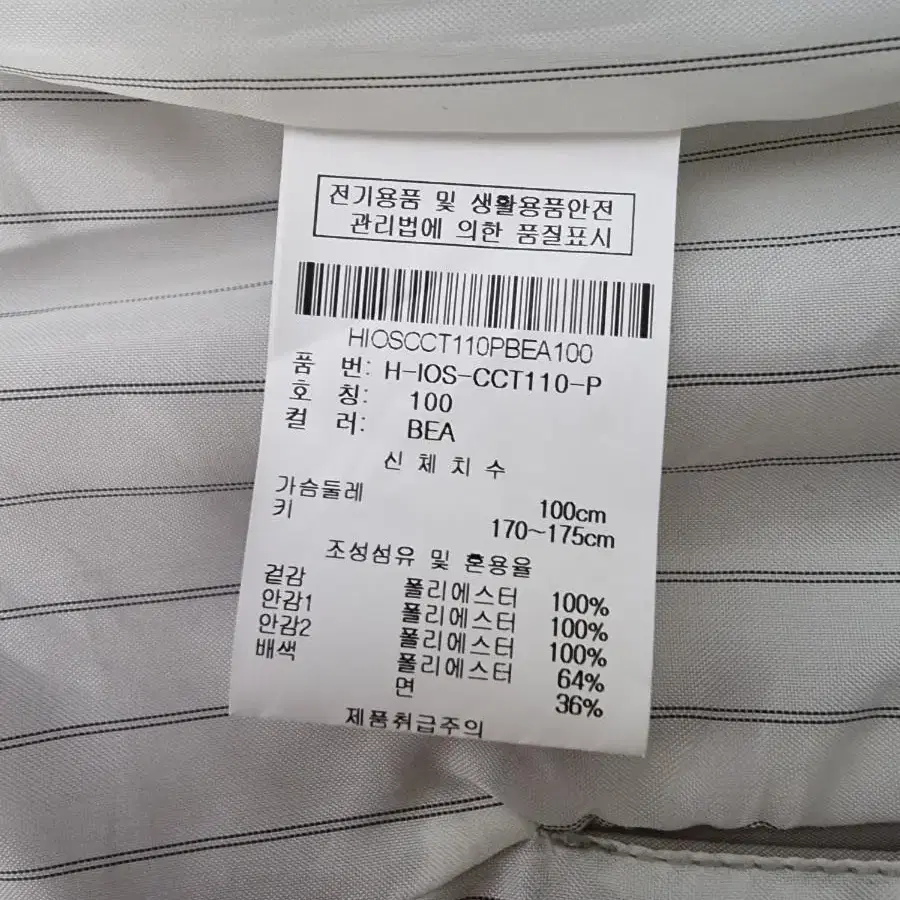 전기용품 및 생활용품안전
관리법에 의한 품질표시
HIOSCCT110PBEA100
품 번: H-IOS-CCT110-P
호 칭: 100
컬 러: BEA
신 체 치 수
가슴둘레 100cm
키 170~175cm
조성섬유 및 혼용율
겉감 폴리에스터 100%
안감1 폴리에스터 100%
안감2 폴리에스터 100%
배색 폴리에스터 64%
면 36%
제품취급주의